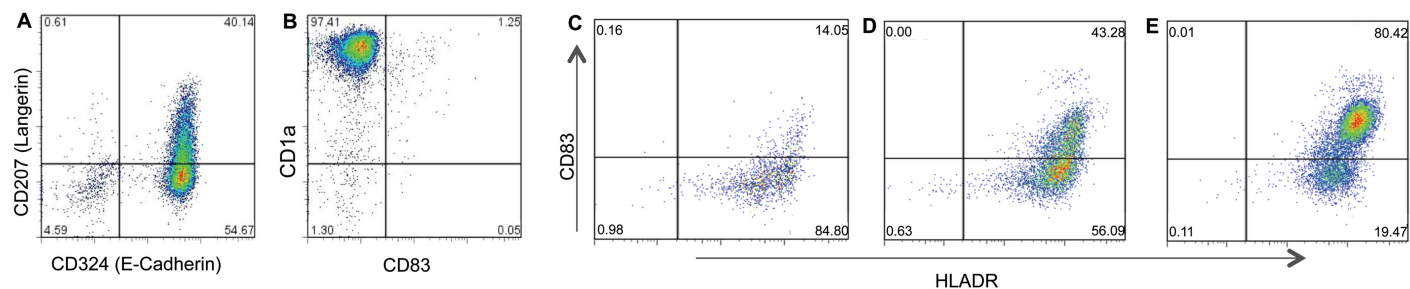 A
0.61 40.14
4.59 54.67
CD207 (Langerin)
CD324 (E-Cadherin)
B
97.41 1.25
1.30 0.05
CD1a
CD83
C
0.16 14.05
0.98 84.80
CD83
D
0.00 43.28
0.63 56.09
E
0.01 80.42
0.11 19.47
HLADR